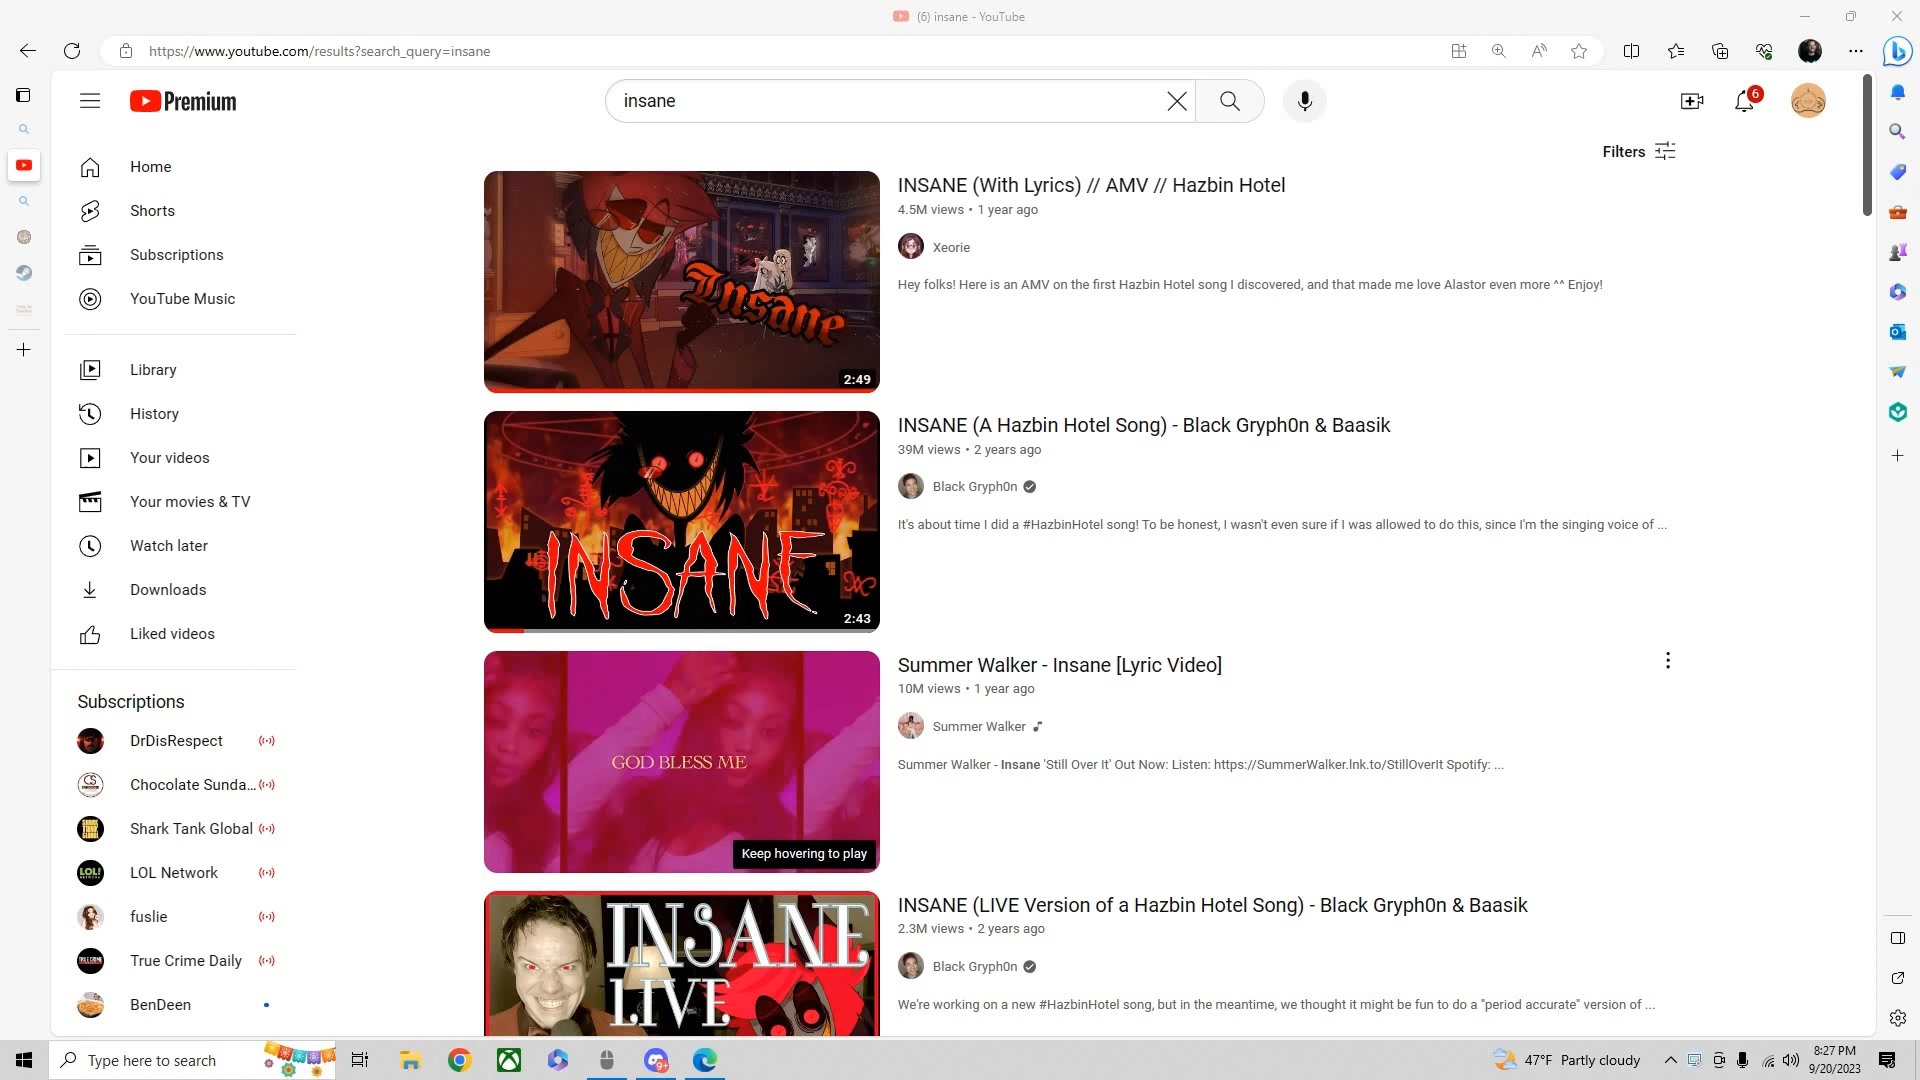 (6) insane - YouTube
https://www.youtube.com/results?search_query=insane
Premium
insane
6
Filters
Home
Shorts
Subscriptions
YouTube Music
Library
History
Your videos
Your movies & TV
Watch later
Downloads
Liked videos
Subscriptions
DrDisRespect
Chocolate Sunda...
Shark Tank Global
LOL Network
fuslie
True Crime Daily
BenDeen
Insane
2:49
INSANE (With Lyrics) // AMV // Hazbin Hotel
4.5M views • 1 year ago
Xeorie
Hey folks! Here is an AMV on the first Hazbin Hotel song I discovered, and that made me love Alastor even more ^^ Enjoy!
INSANE
2:43
INSANE (A Hazbin Hotel Song) - Black Gryph0n & Baasik
39M views • 2 years ago
Black Gryph0n
It's about time I did a #HazbinHotel song! To be honest, I wasn't even sure if I was allowed to do this, since I'm the singing voice of ...
GOD BLESS ME
Keep hovering to play
Summer Walker - Insane [Lyric Video]
10M views • 1 year ago
Summer Walker
Summer Walker - Insane 'Still Over It' Out Now: Listen: https://SummerWalker.lnk.to/StillOverIt Spotify: ...
INSANE
LIVE
INSANE (LIVE Version of a Hazbin Hotel Song) - Black Gryph0n & Baasik
2.3M views • 2 years ago
Black Gryph0n
We're working on a new #HazbinHotel song, but in the meantime, we thought it might be fun to do a "period accurate" version of ...
Type here to search
9+
47°F Partly cloudy
8:27 PM
9/20/2023